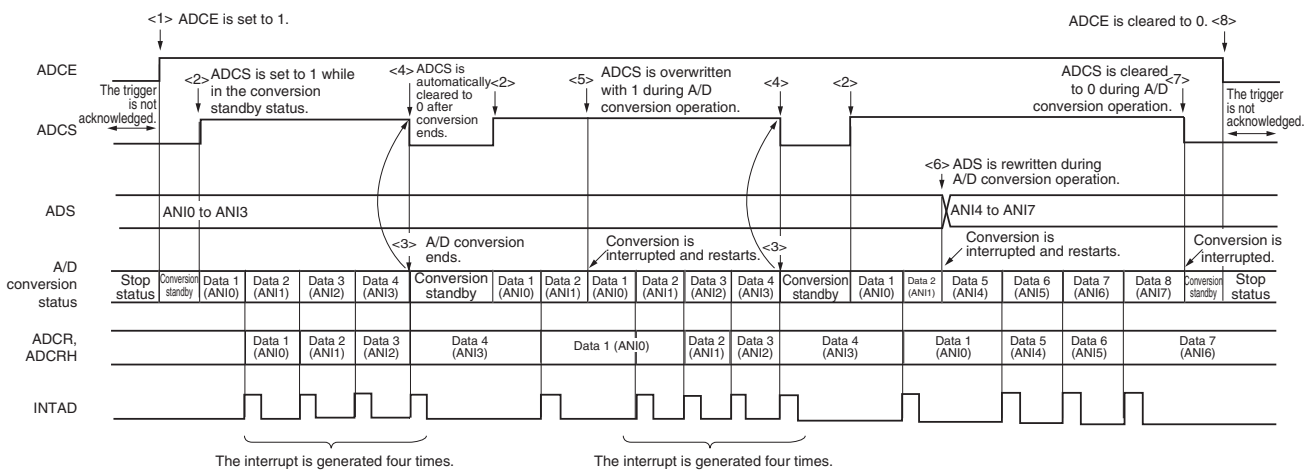 <1> ADCE is set to 1.
ADCE is cleared to 0. <8>
ADCE
The trigger
is not
acknowledged.
<2> ADCS is set to 1 while
in the conversion
standby status.
<4> ADCS is
automatically
cleared to
0 after
conversion
ends.
<2>
<5> ADCS is overwritten
with 1 during A/D
conversion operation.
<4>
<2>
ADCS is cleared
to 0 during A/D
conversion operation.
<7>
The trigger
is not
acknowledged.
ADCS
<6> ADS is rewritten during
A/D conversion operation.
ADS
ANI0 to ANI3
ANI4 to ANI7
<3> A/D conversion
ends.
Conversion is
interrupted and restarts.
<3>
Conversion is
interrupted and restarts.
Conversion is
interrupted.
A/D
conversion
status
Stop
status
Conversion
standby
Data 1
(ANI0)
Data 2
(ANI1)
Data 3
(ANI2)
Data 4
(ANI3)
Conversion
standby
Data 1
(ANI0)
Data 2
(ANI1)
Data 1
(ANI0)
Data 2
(ANI1)
Data 3
(ANI2)
Data 4
(ANI3)
Conversion
standby
Data 1
(ANI0)
Data 2
(ANI1)
Data 5
(ANI4)
Data 6
(ANI5)
Data 7
(ANI6)
Data 8
(ANI7)
Conversion
standby
Stop
status
ADCR,
ADCRH
Data 1
(ANI0)
Data 2
(ANI1)
Data 3
(ANI2)
Data 4
(ANI3)
Data 1 (ANI0)
Data 2
(ANI1)
Data 3
(ANI2)
Data 4
(ANI3)
Data 1
(ANI0)
Data 5
(ANI4)
Data 6
(ANI5)
Data 7
(ANI6)
INTAD
The interrupt is generated four times.
The interrupt is generated four times.